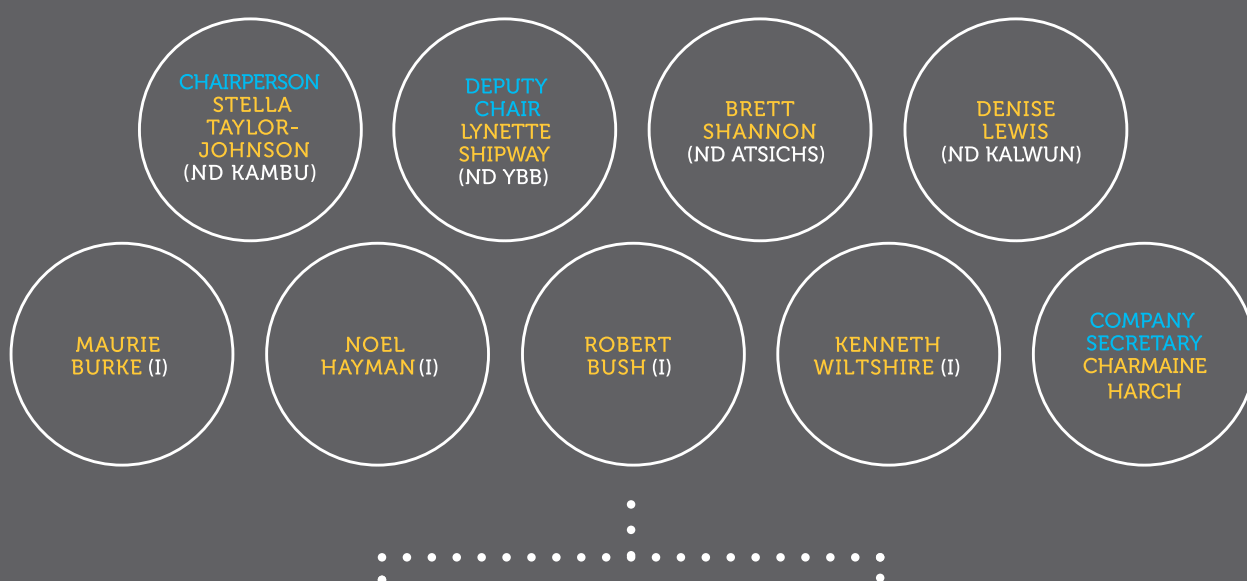 CHAIRPERSON
STELLA
TAYLOR-
JOHNSON
(ND KAMBU)
DEPUTY
CHAIR
LYNETTE
SHIPWAY
(ND YBB)
BRETT
SHANNON
(ND ATSICHS)
DENISE
LEWIS
(ND KALWUN)
MAURIE
BURKE (I)
NOEL
HAYMAN (I)
ROBERT
BUSH (I)
KENNETH
WILTSHIRE (I)
COMPANY
SECRETARY
CHARMAINE
HARCH